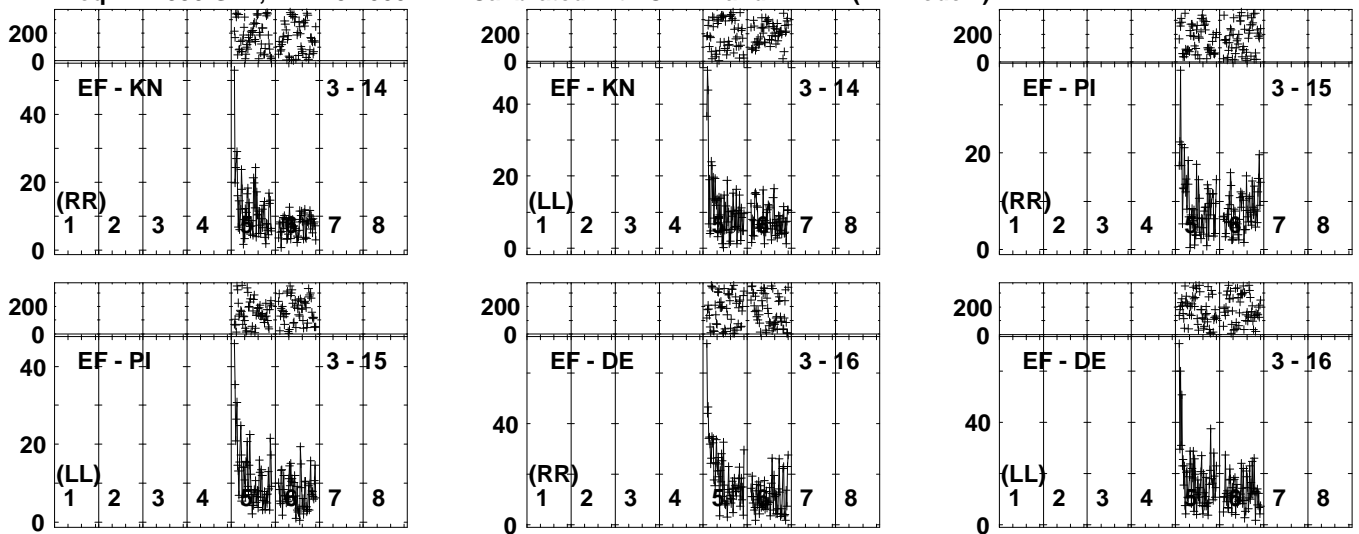 200 200 200
0 0 0
EF - KN 3 - 14 EF - KN 3 - 14 EF - PI 3 - 15
40 40
20 20 20
(RR) (LL) (RR)
1 2 3 4 5 6 7 8 1 2 3 4 5 6 7 8 1 2 3 4 5 6 7 8
0 0 0
200 200 200
0 0 0
EF - PI 3 - 15 EF - DE 3 - 16 EF - DE 3 - 16
40
40 40
20
(LL) (RR) (LL)
1 2 3 4 5 6 7 8 1 2 3 4 5 6 7 8 1 2 3 4 5 6 7 8
0 0 0